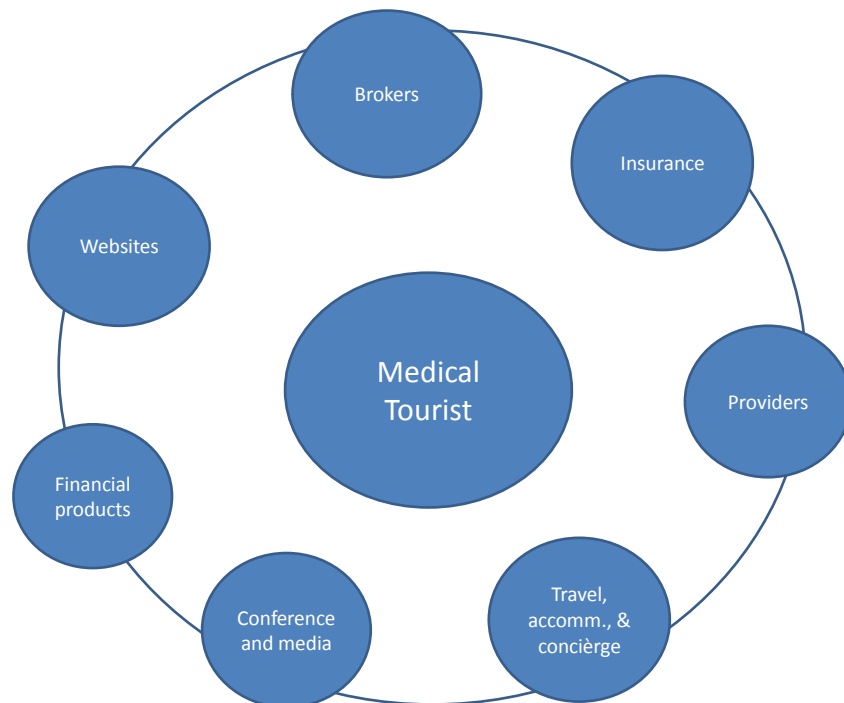 Brokers
Insurance
Websites
Medical
Tourist
Providers
Financial
products
Travel,
accomm., &
concièrge
Conference
and media